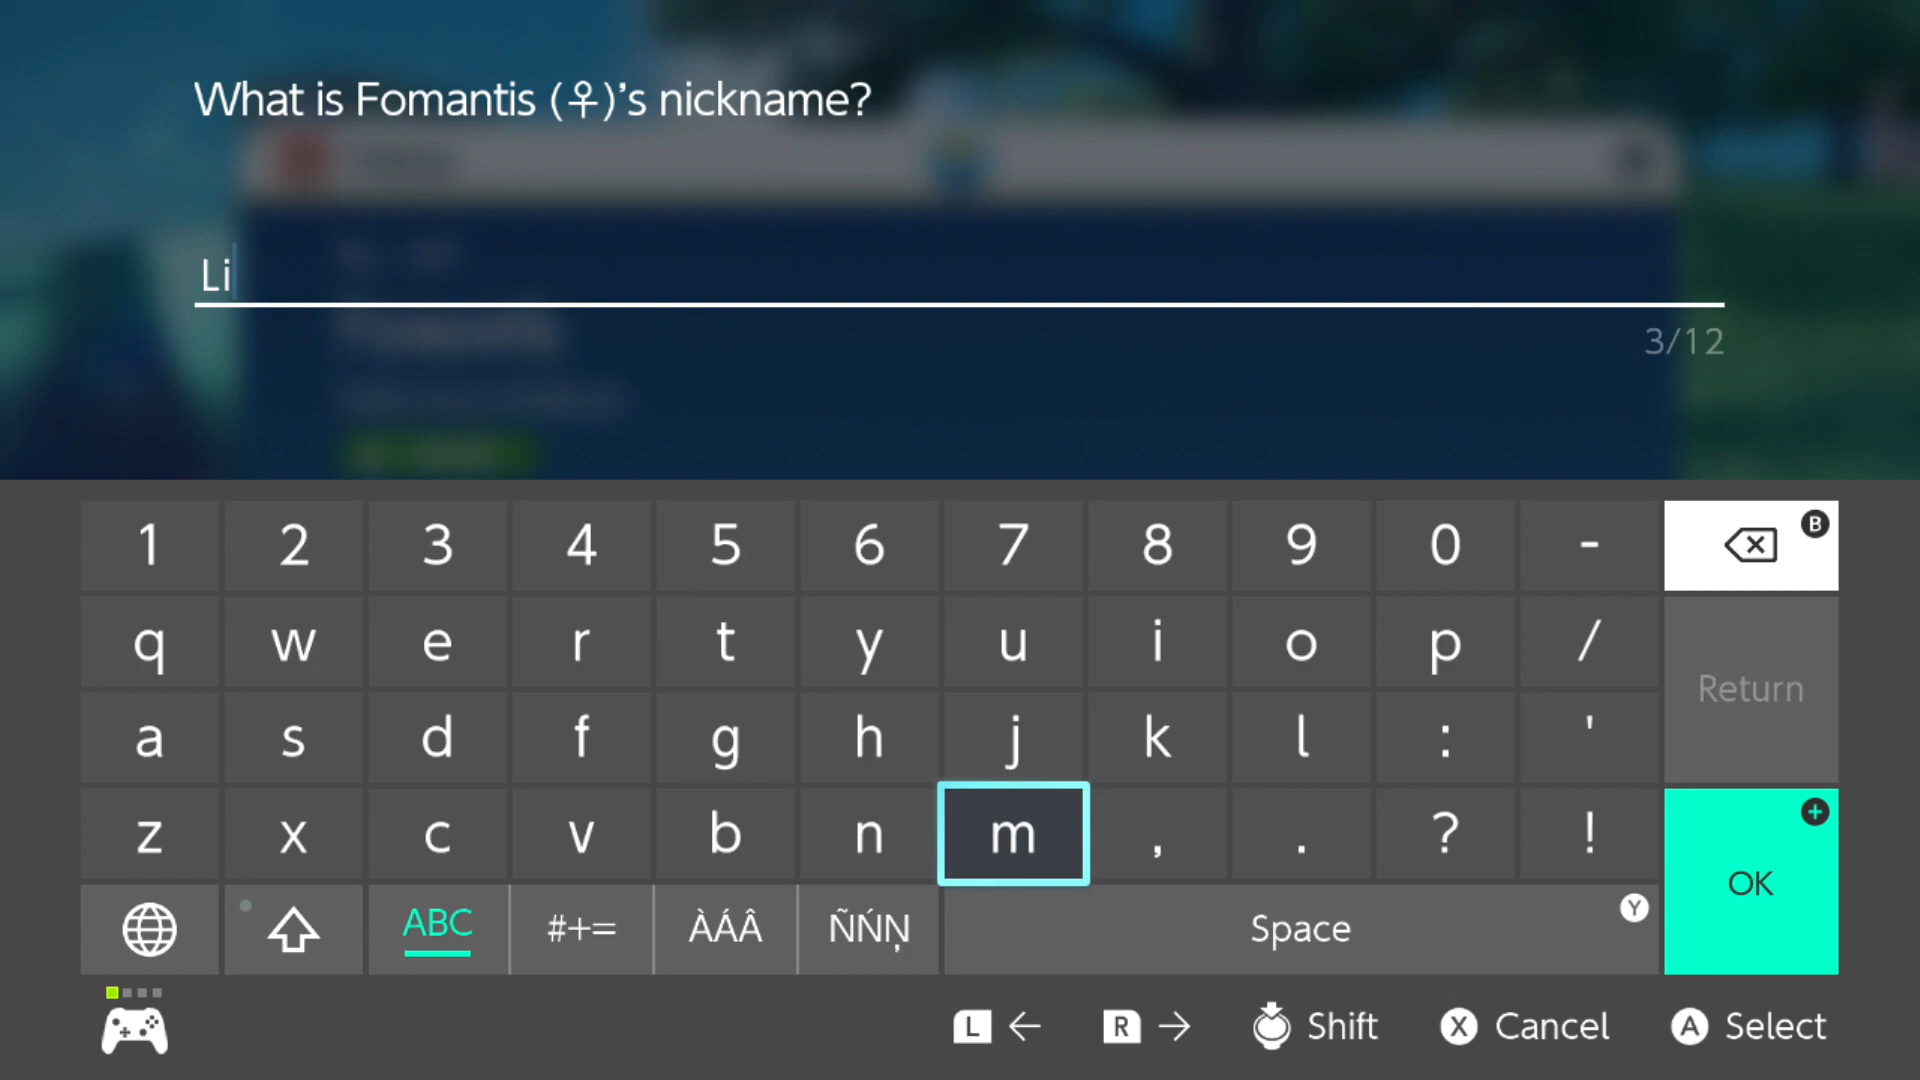 What is Fomantis (♀)'s nickname?
Li
3/12
1 2 3 4 5 6 7 8 9 0 - B
q w e r t y u i o p /
Return
a s d f g h j k l : '
z x c v b n m , . ? ! +
OK
ABC #+= ÀÁÂ ÑŃŅ Space Y
L ← R → Shift X Cancel A Select